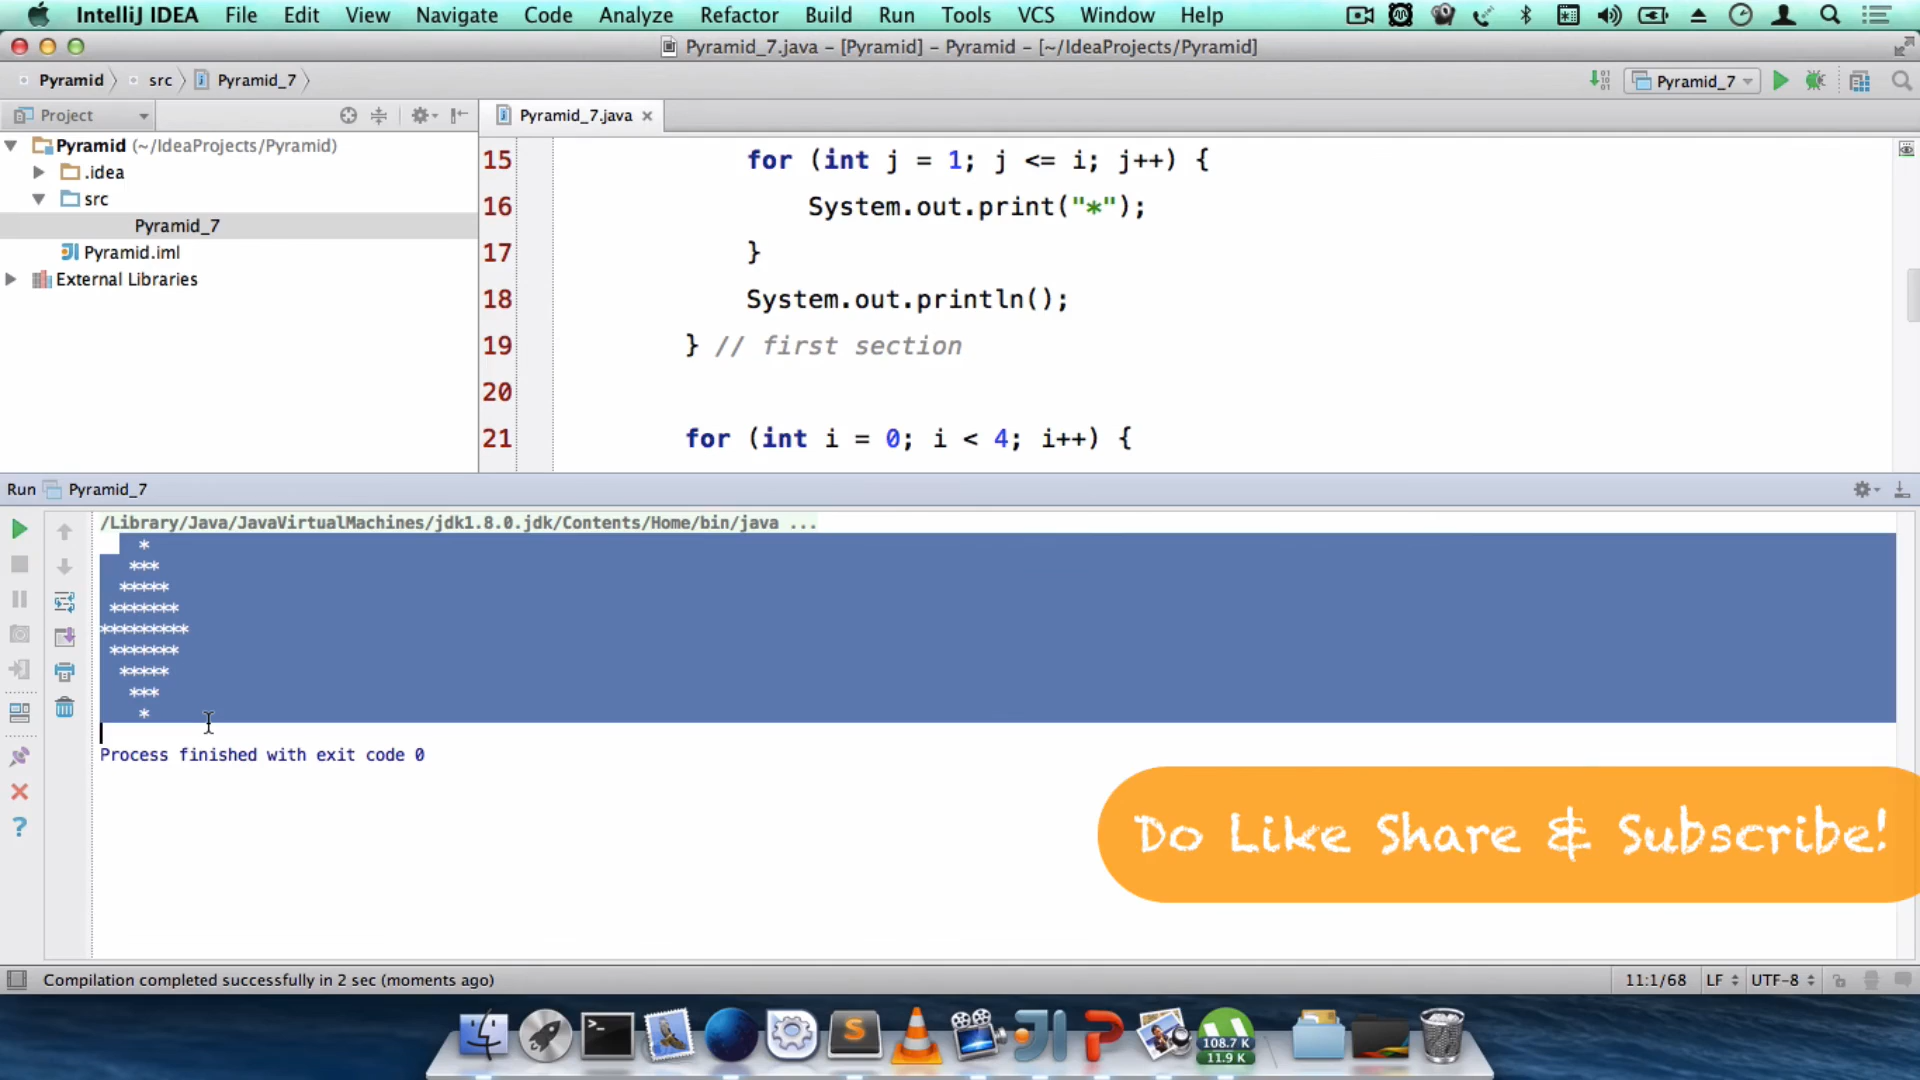 IntelliJ IDEA File Edit View Navigate Code Analyze Refactor Build Run Tools VCS Window Help
Pyramid_7.java – [Pyramid] – Pyramid – [~/IdeaProjects/Pyramid]
Pyramid src Pyramid_7
Pyramid_7
Project
Pyramid_7.java
Pyramid (~/IdeaProjects/Pyramid)
.idea
src
Pyramid_7
Pyramid.iml
External Libraries
15 for (int j = 1; j <= i; j++) {
16 System.out.print("*");
17 }
18 System.out.println();
19 } // first section
20
21 for (int i = 0; i < 4; i++) {
Run Pyramid_7
/Library/Java/JavaVirtualMachines/jdk1.8.0.jdk/Contents/Home/bin/java ...
*
***
*****
*******
*********
*******
*****
***
*
Process finished with exit code 0
Do Like Share & Subscribe!
Compilation completed successfully in 2 sec (moments ago)
11:1/68 LF UTF-8
108.7 K
11.9 K